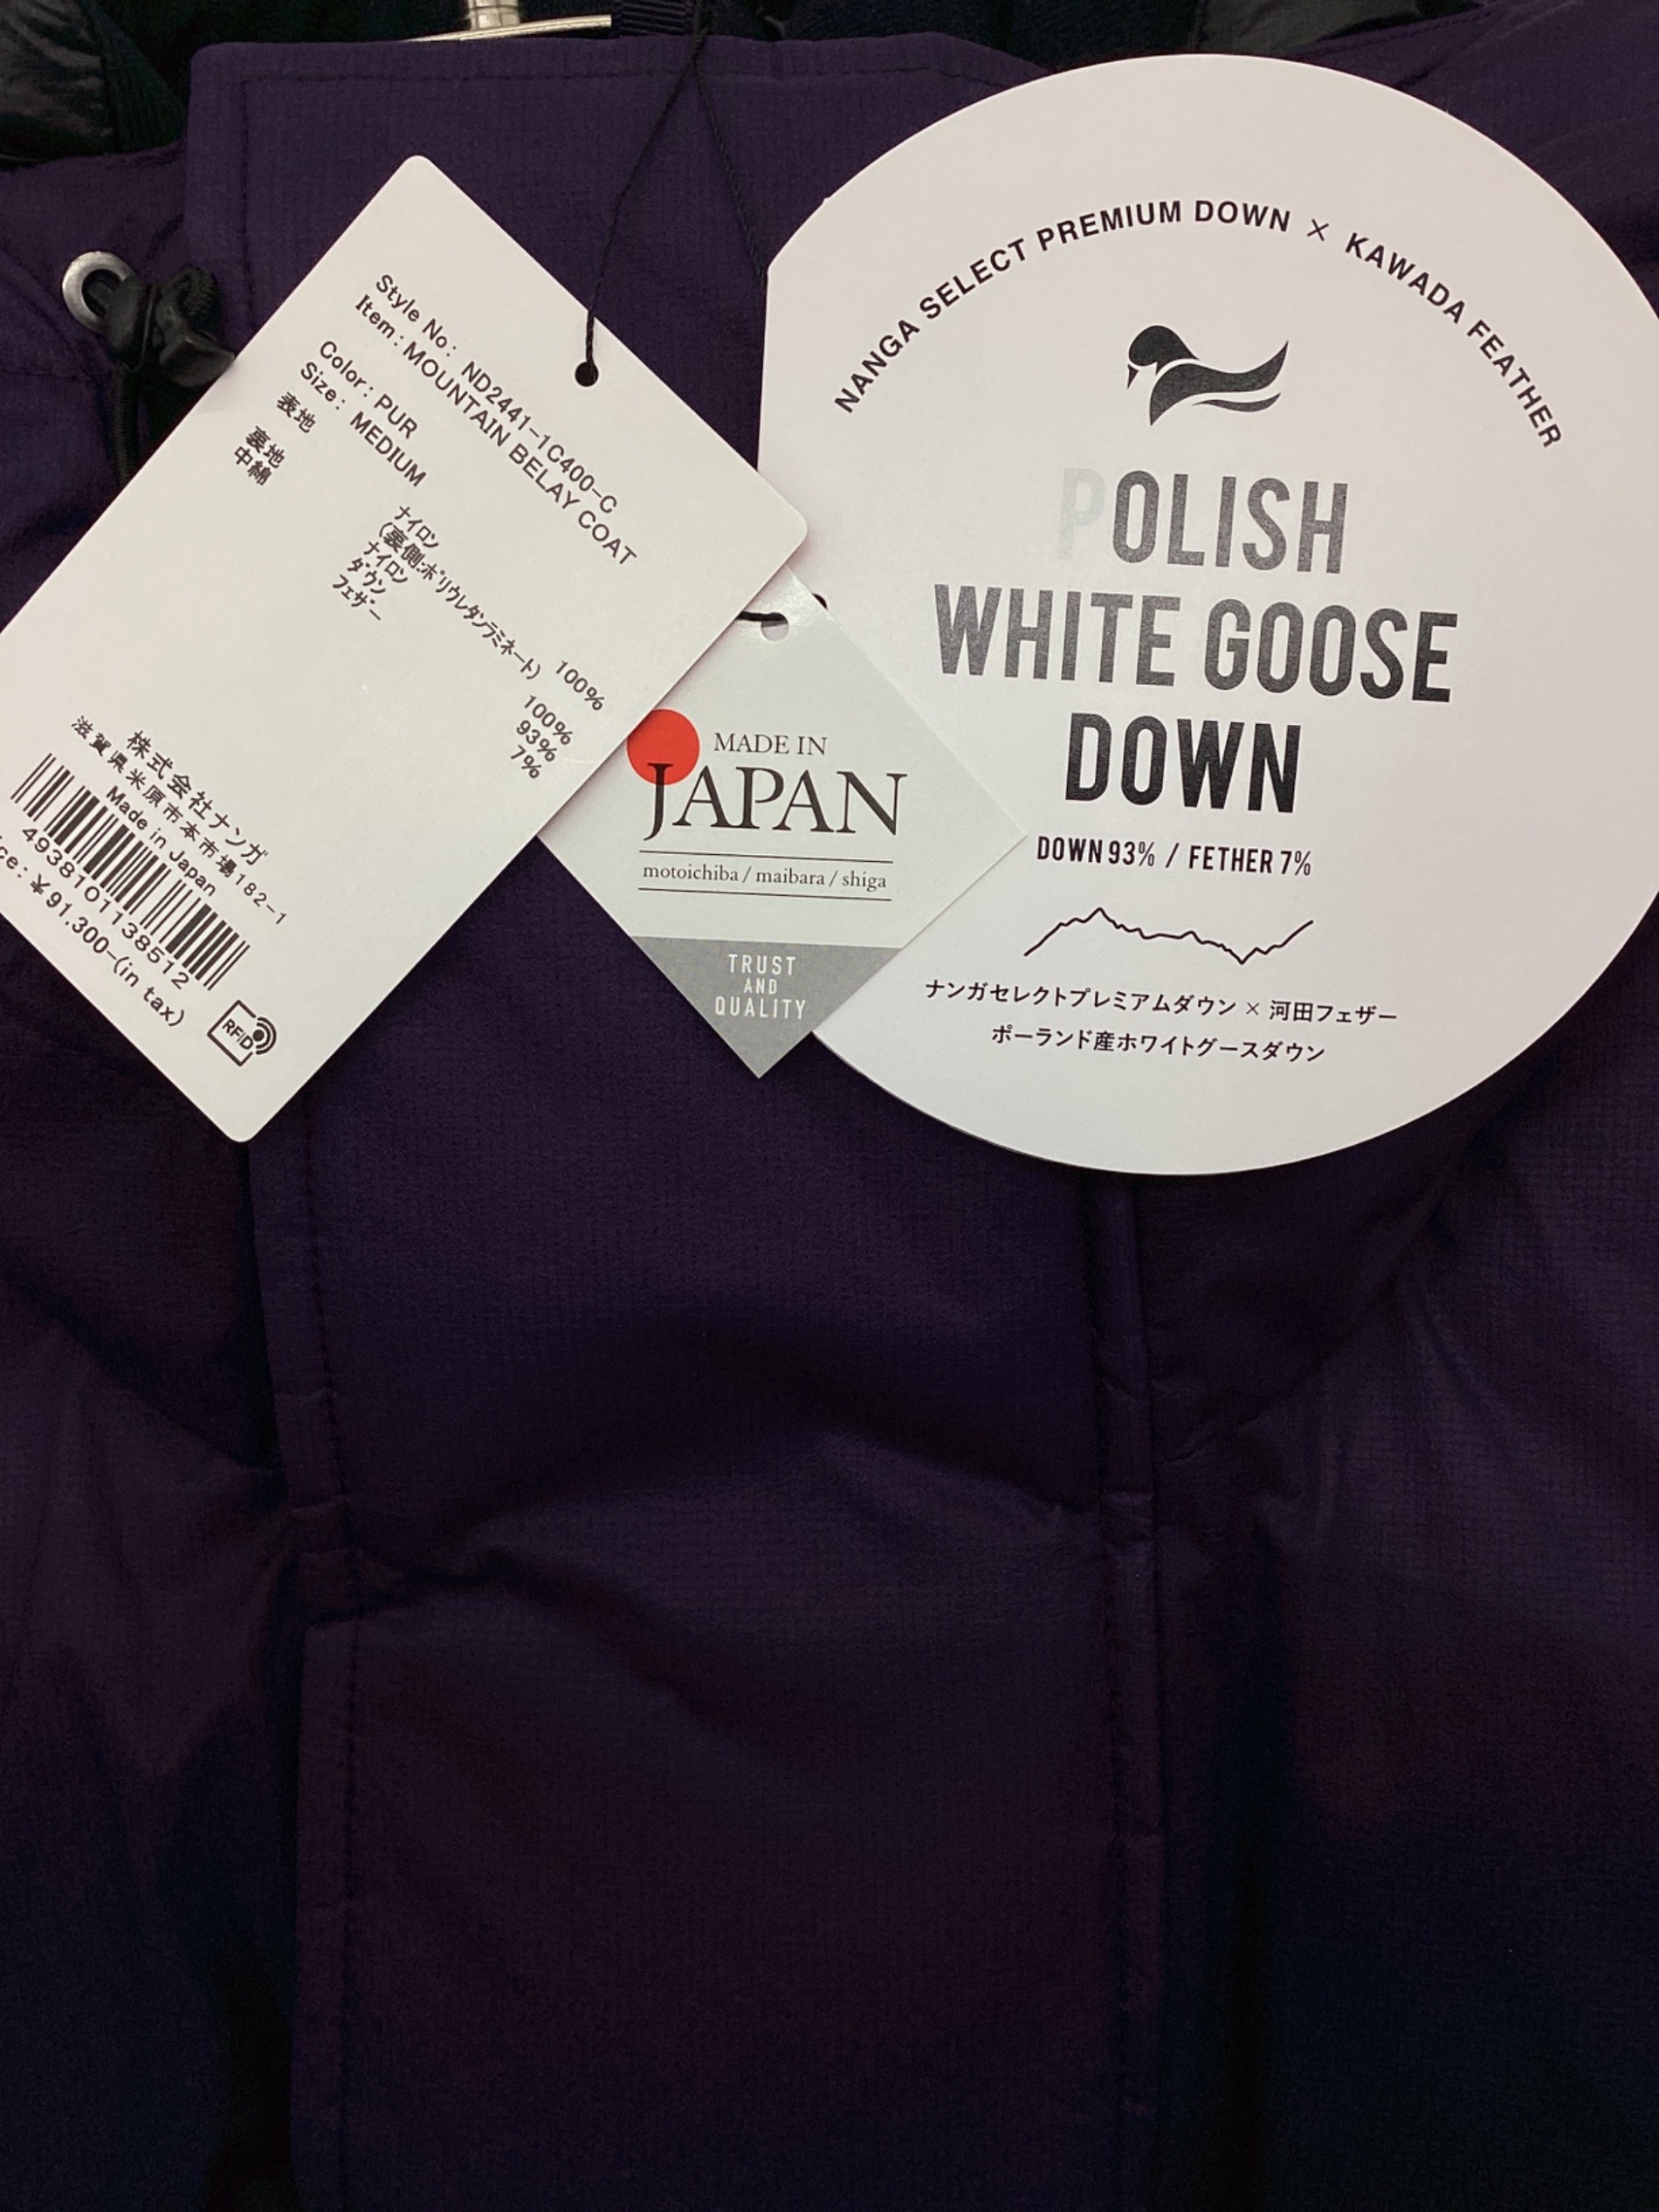 Style No: ND2441-1C400-C
Item: MOUNTAIN BELAY COAT
Color: PUR
Size: MEDIUM
表地 ナイロン 100%
(裏側:ポリウレタンラミネート)
裏地 ナイロン 100%
中綿 ダウン 93%
フェザー 7%
株式会社ナンガ
滋賀県米原市本市場182-1
Made in Japan
4938101138512
ce: ¥91.300-(in tax)
RFID
MADE IN
JAPAN
motoichiba / maibara / shiga
TRUST
AND
QUALITY
NANGA SELECT PREMIUM DOWN × KAWADA FEATHER
POLISH
WHITE GOOSE
DOWN
DOWN 93% / FETHER 7%
ナンガセレクトプレミアムダウン × 河田フェザー
ポーランド産ホワイトグースダウン